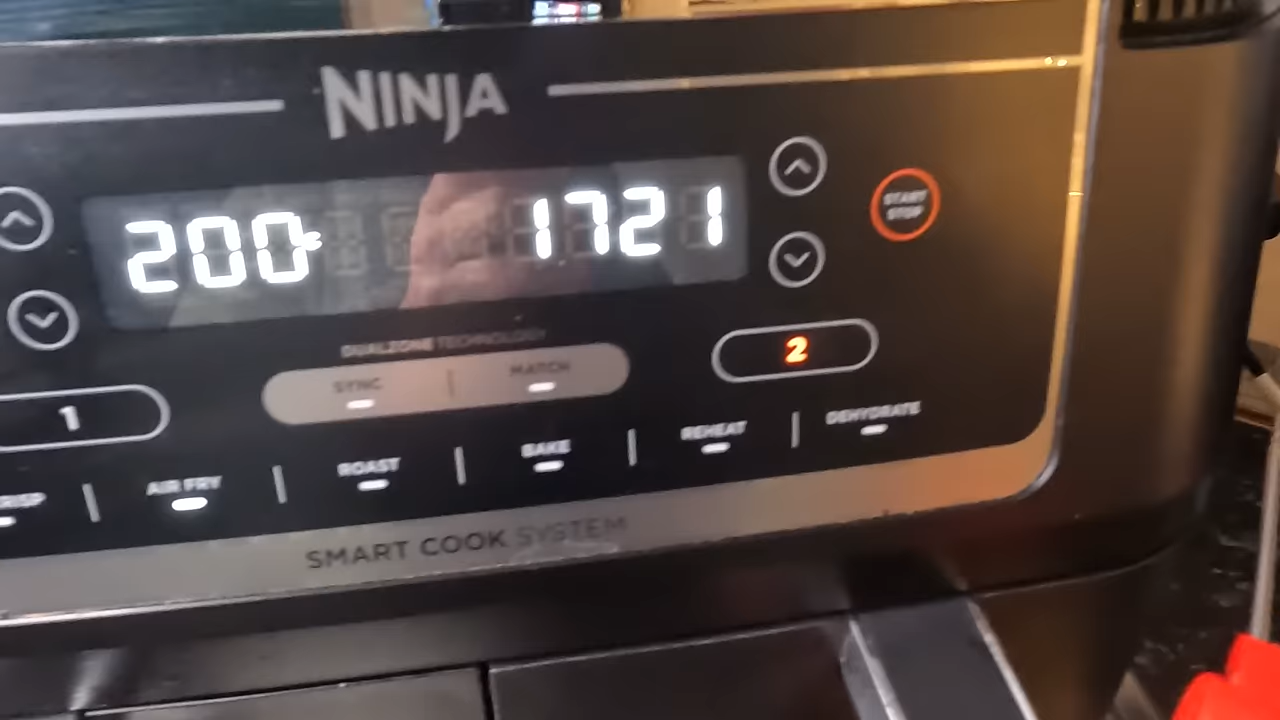 NINJA
200°F 1721
START
STOP
DUALZONE TECHNOLOGY
SYNC | MATCH
1
2
RISP | AIR FRY | ROAST | BAKE | REHEAT | DEHYDRATE
SMART COOK SYSTEM